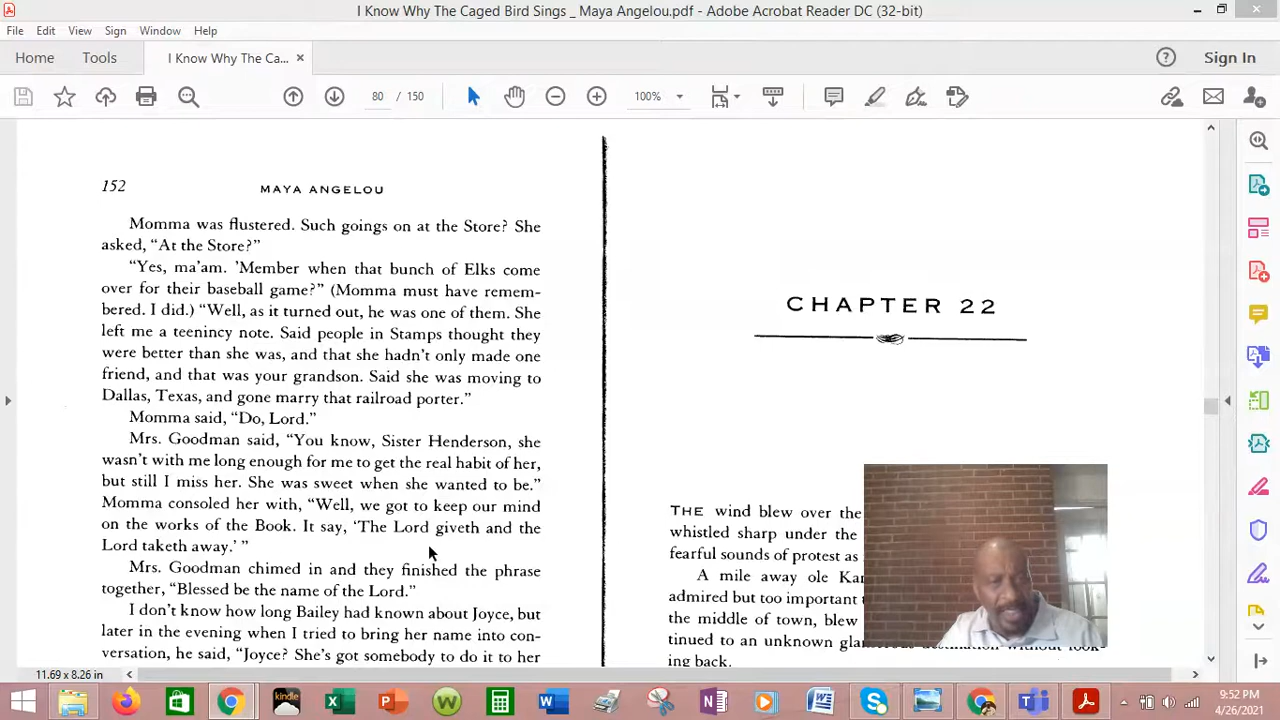 I Know Why The Caged Bird Sings _ Maya Angelou.pdf - Adobe Acrobat Reader DC (32-bit)
File Edit View Sign Window Help
Home Tools I Know Why The Ca... × Sign In
80 / 150 100%
152 MAYA ANGELOU
Momma was flustered. Such goings on at the Store? She
asked, “At the Store?”
“Yes, ma’am. ’Member when that bunch of Elks come
over for their baseball game?” (Momma must have remem-
bered. I did.) “Well, as it turned out, he was one of them. She
left me a teenincy note. Said people in Stamps thought they
were better than she was, and that she hadn’t only made one
friend, and that was your grandson. Said she was moving to
Dallas, Texas, and gone marry that railroad porter.”
Momma said, “Do, Lord.”
Mrs. Goodman said, “You know, Sister Henderson, she
wasn’t with me long enough for me to get the real habit of her,
but still I miss her. She was sweet when she wanted to be.”
Momma consoled her with, “Well, we got to keep our mind
on the works of the Book. It say, ‘The Lord giveth and the
Lord taketh away.’ ”
Mrs. Goodman chimed in and they finished the phrase
together, “Blessed be the name of the Lord.”
I don’t know how long Bailey had known about Joyce, but
later in the evening when I tried to bring her name into con-
versation, he said, “Joyce? She’s got somebody to do it to her
CHAPTER 22
THE wind blew over the
whistled sharp under the
fearful sounds of protest as
A mile away ole Kar
admired but too important
the middle of town, blew
tinued to an unknown destination without look-
ing back.
11.69 x 8.26 in
9:52 PM
4/26/2021